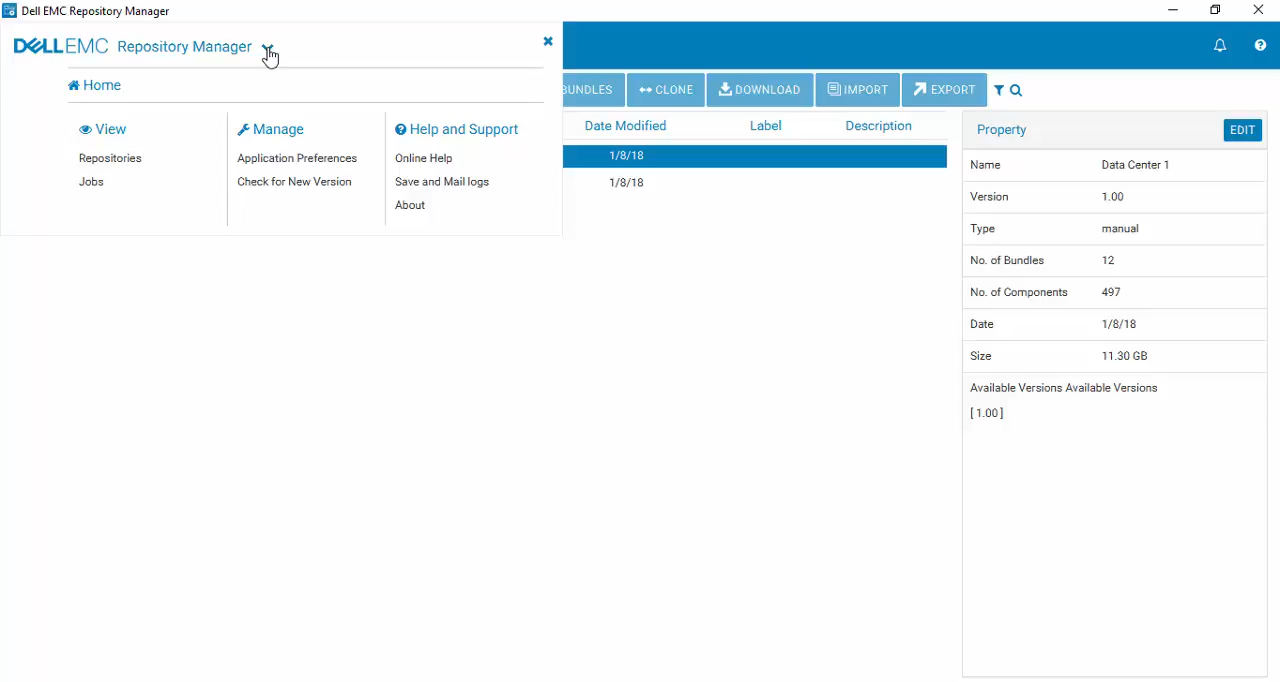 Dell EMC Repository Manager
DELLEMC Repository Manager
Home
View
Repositories
Jobs
Manage
Application Preferences
Check for New Version
Help and Support
Online Help
Save and Mail logs
About
BUNDLES
CLONE
DOWNLOAD
IMPORT
EXPORT
Date Modified Label Description
1/8/18
1/8/18
Property EDIT
Name Data Center 1
Version 1.00
Type manual
No. of Bundles 12
No. of Components 497
Date 1/8/18
Size 11.30 GB
Available Versions Available Versions
[ 1.00 ]